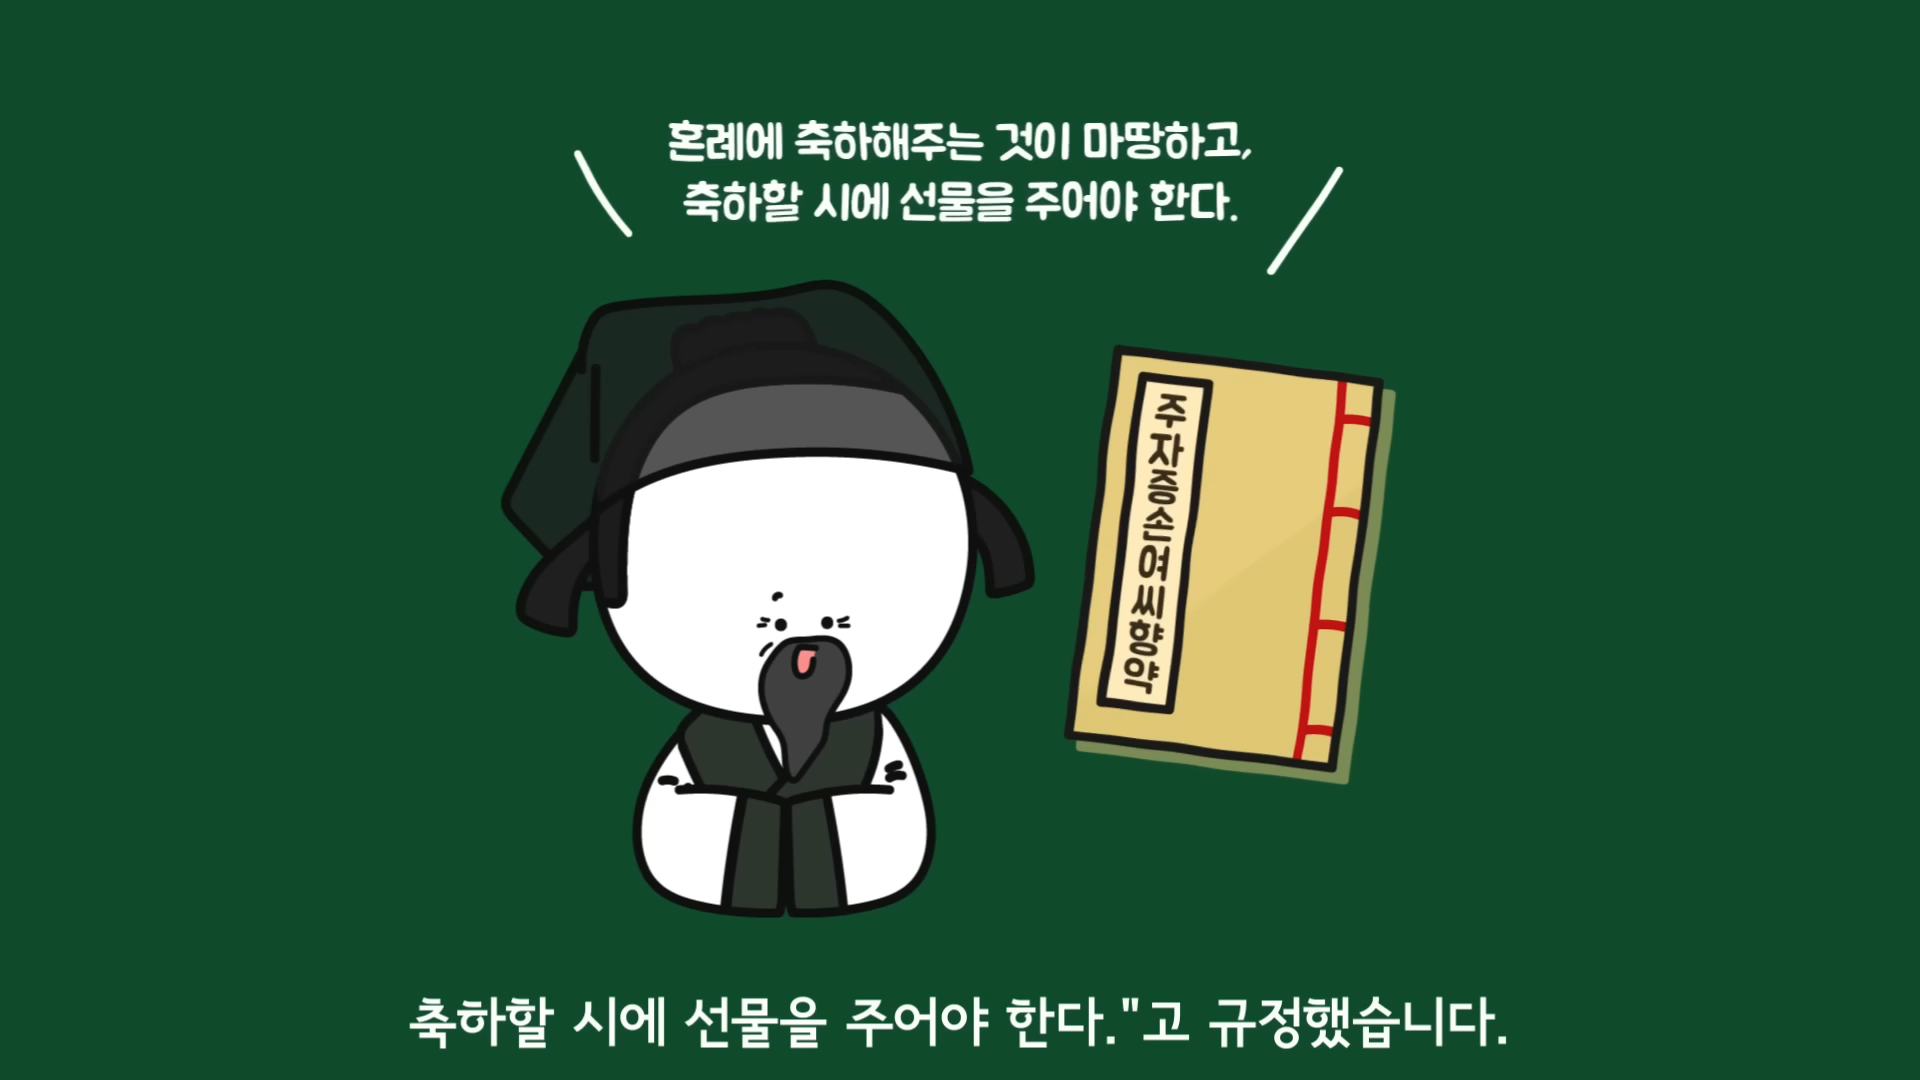 혼례에 축하해주는 것이 마땅하고,
축하할 시에 선물을 주어야 한다.
주자증손여씨향약
축하할 시에 선물을 주어야 한다."고 규정했습니다.